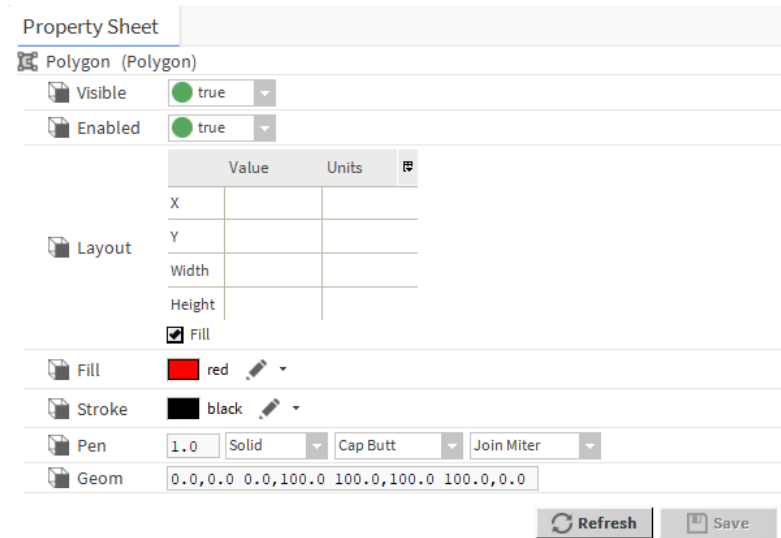 Property Sheet
Polygon (Polygon)
Visible true
Enabled true
Value Units
X
Y
Layout
Width
Height
Fill
Fill red
Stroke black
Pen 1.0 Solid Cap Butt Join Miter
Geom 0.0,0.0 0.0,100.0 100.0,100.0 100.0,0.0
Refresh Save